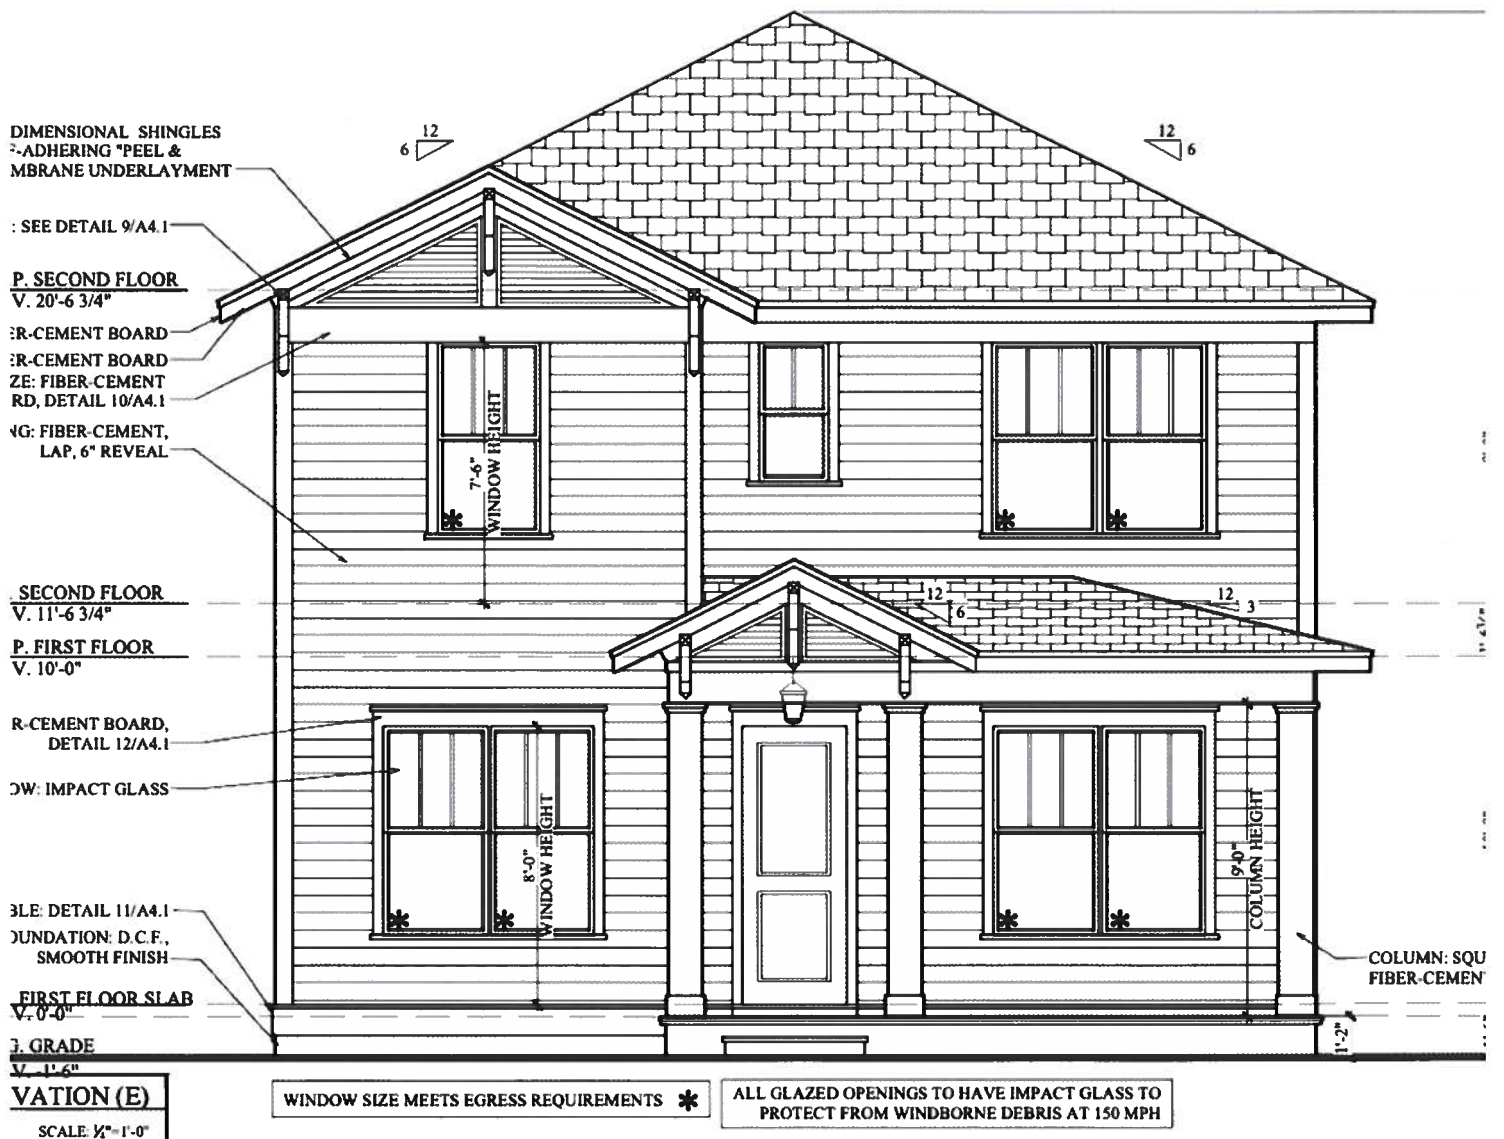 DIMENSIONAL SHINGLES
-ADHERING "PEEL &
MBRANE UNDERLAYMENT
: SEE DETAIL 9/A4.1
P. SECOND FLOOR
V. 20'-6 3/4"
ER-CEMENT BOARD
ER-CEMENT BOARD
ZE: FIBER-CEMENT
RD, DETAIL 10/A4.1
NG: FIBER-CEMENT,
LAP, 6" REVEAL
SECOND FLOOR
V. 11'-6 3/4"
P. FIRST FLOOR
V. 10'-0"
R-CEMENT BOARD,
DETAIL 12/A4.1
OW: IMPACT GLASS
BLE: DETAIL 11/A4.1
OUNDATION: D.C.F.,
SMOOTH FINISH
FIRST FLOOR SLAB
V. 0'-0"
G. GRADE
V. -1'-6"
VATION (E)
SCALE: ½"=1'-0"
12
6
12
6
7'-6"
WINDOW HEIGHT
12
6
12
3
8'-0"
WINDOW HEIGHT
9'-0"
COLUMN HEIGHT
COLUMN: SQU
FIBER-CEMEN
1'-2"
WINDOW SIZE MEETS EGRESS REQUIREMENTS *
ALL GLAZED OPENINGS TO HAVE IMPACT GLASS TO
PROTECT FROM WINDBORNE DEBRIS AT 150 MPH